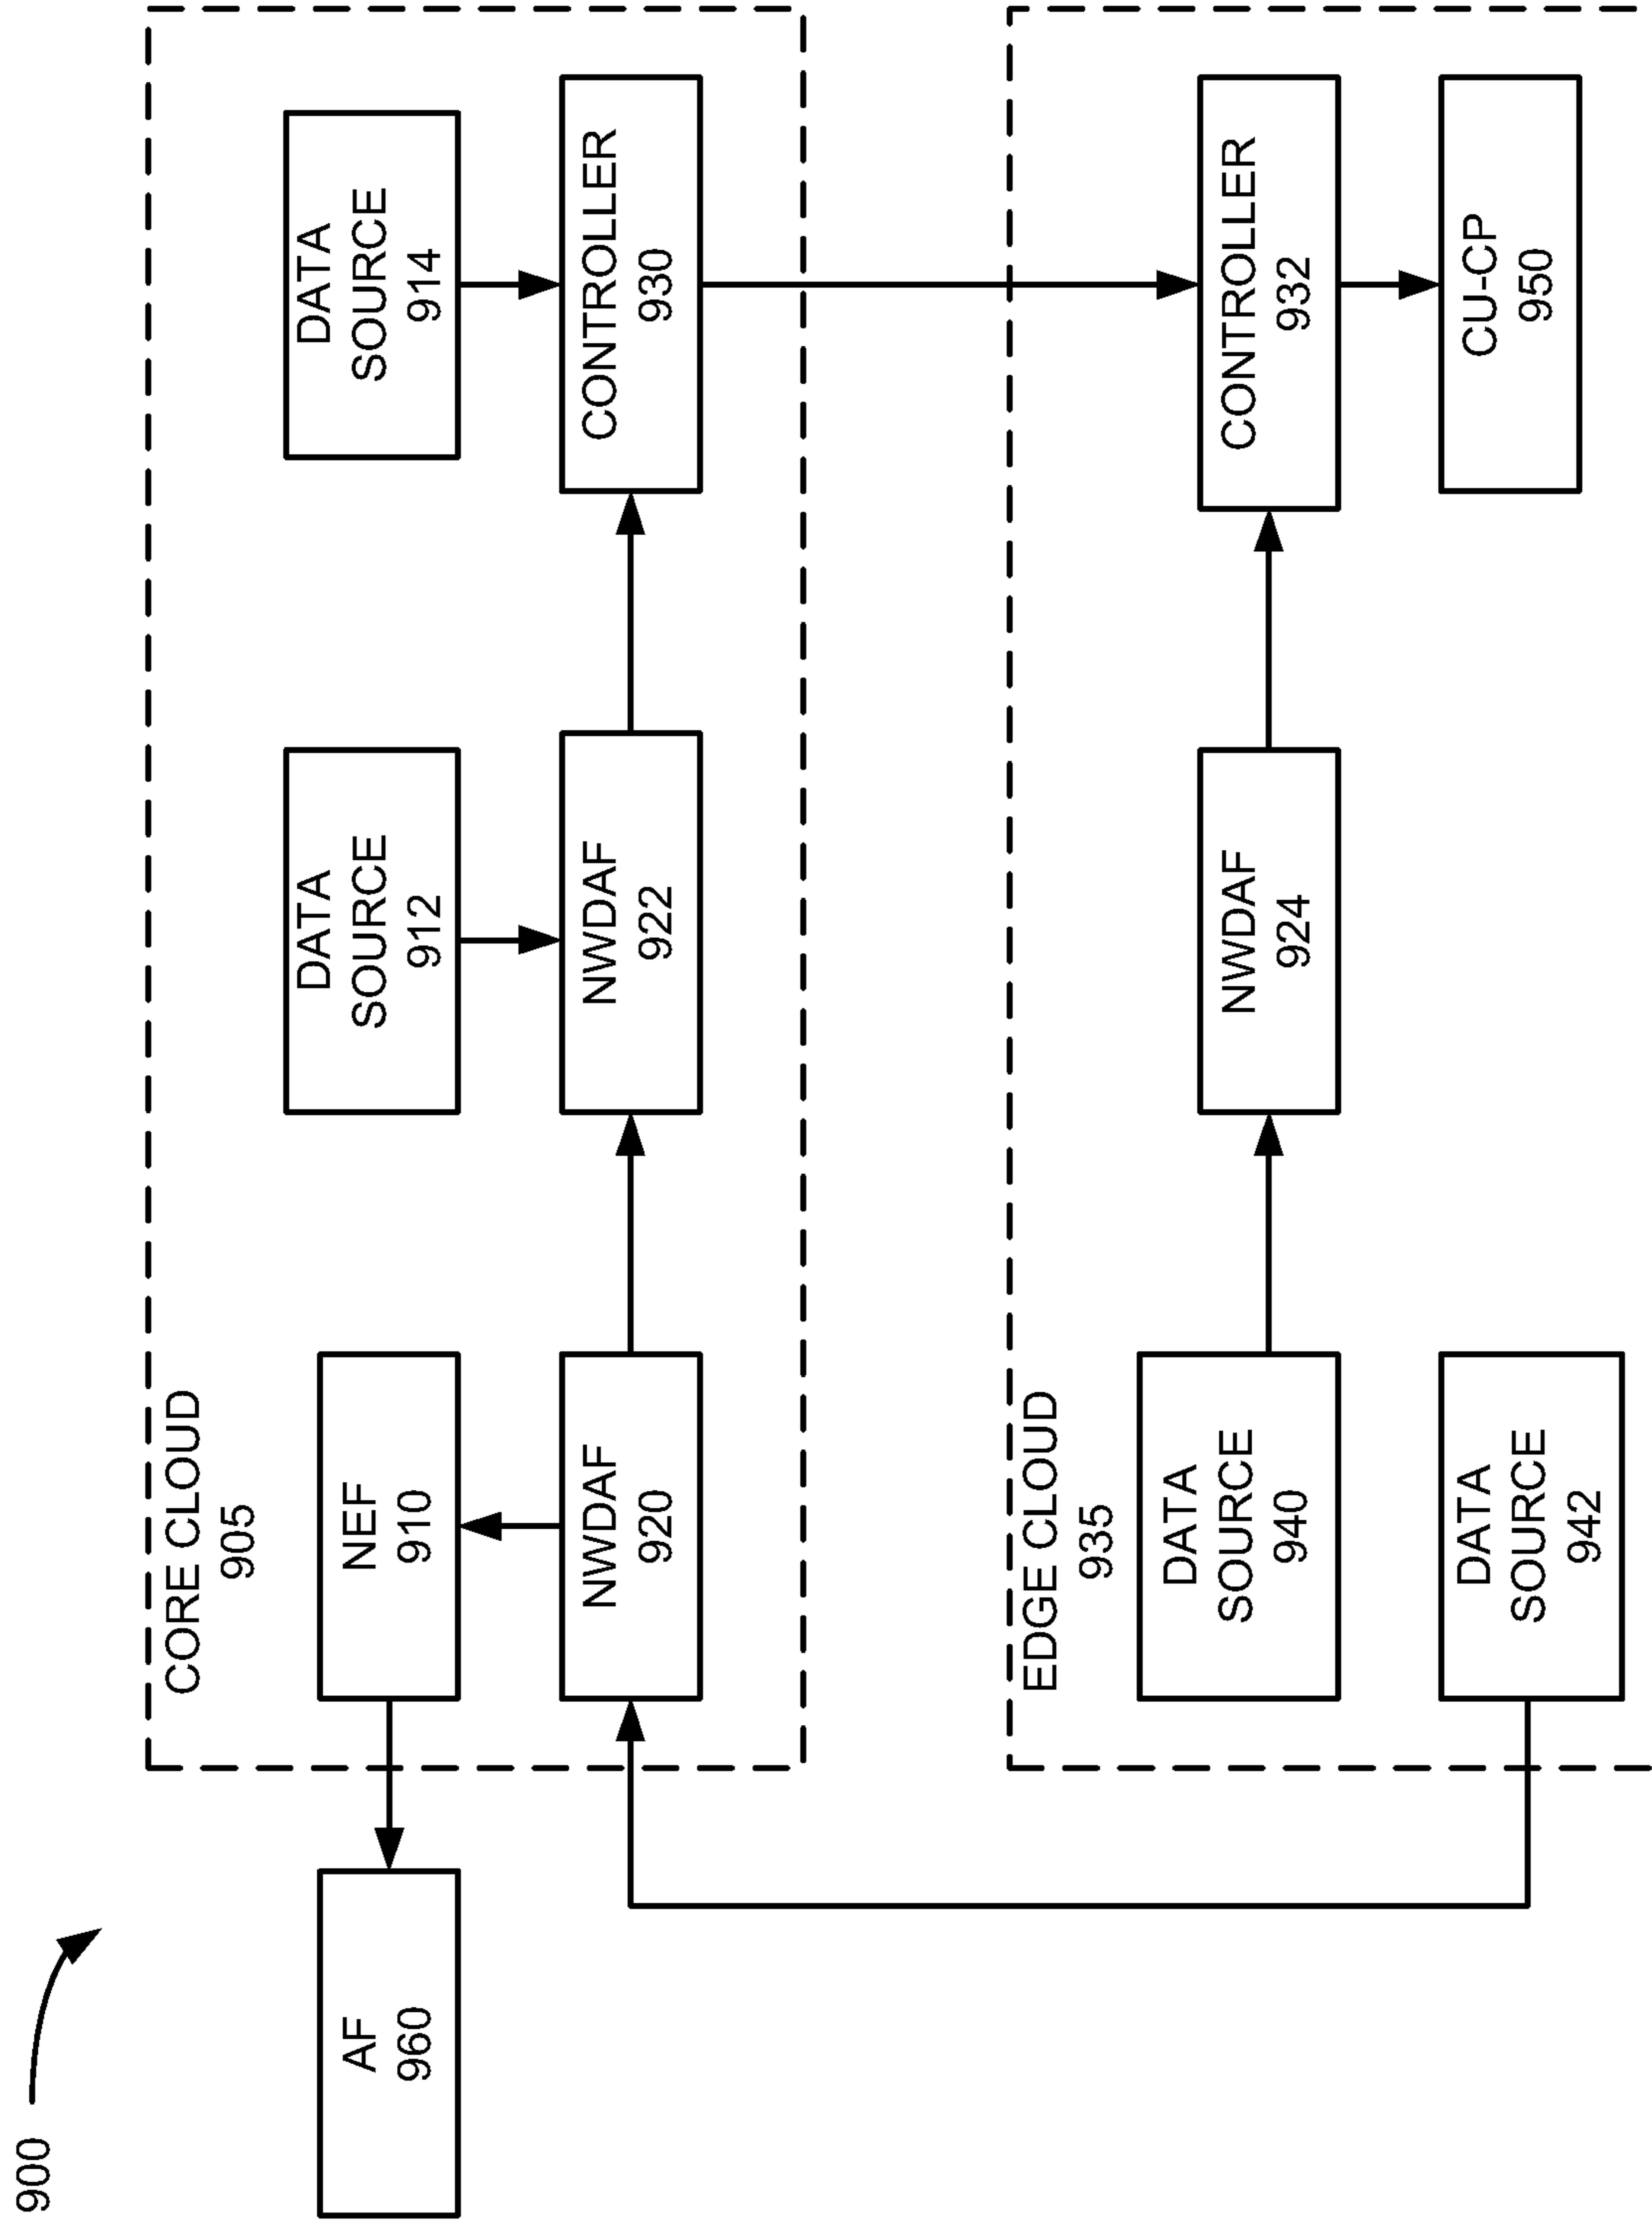 900
CORE CLOUD
905
AF
960
NEF
910
DATA
SOURCE
912
DATA
SOURCE
914
NWDAF
920
NWDAF
922
CONTROLLER
930
EDGE CLOUD
935
DATA
SOURCE
940
NWDAF
924
CONTROLLER
932
DATA
SOURCE
942
CU-CP
950